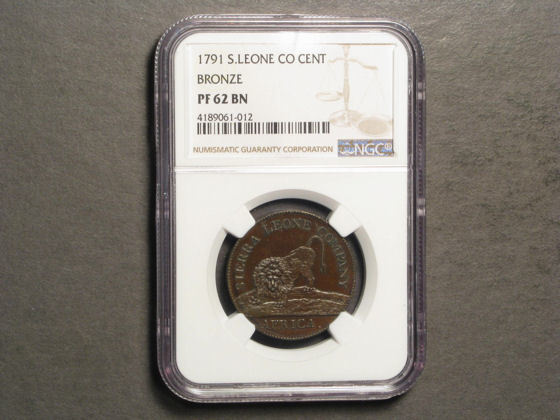 1791 S.LEONE CO CENT
BRONZE
PF 62 BN
4189061-012
NUMISMATIC GUARANTY CORPORATION
NGC®
SIERRA LEONE COMPANY
AFRICA